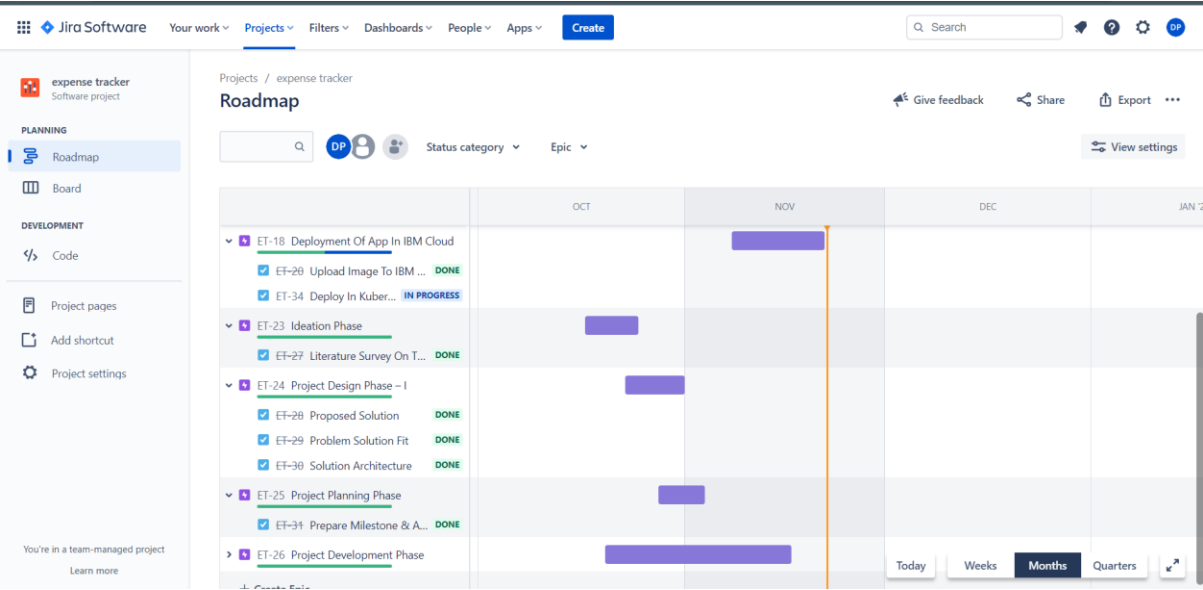 Jira Software Your work Projects Filters Dashboards People Apps Create Search DP
expense tracker
Software project
PLANNING
Roadmap
Board
DEVELOPMENT
Code
Project pages
Add shortcut
Project settings
You're in a team-managed project
Learn more
Projects / expense tracker
Roadmap
Give feedback Share Export
DP Status category Epic View settings
OCT NOV DEC JAN '2
ET-18 Deployment Of App In IBM Cloud
ET-20 Upload Image To IBM ... DONE
ET-34 Deploy In Kuber... IN PROGRESS
ET-23 Ideation Phase
ET-27 Literature Survey On T... DONE
ET-24 Project Design Phase – I
ET-28 Proposed Solution DONE
ET-29 Problem Solution Fit DONE
ET-30 Solution Architecture DONE
ET-25 Project Planning Phase
ET-31 Prepare Milestone & A... DONE
ET-26 Project Development Phase
Today Weeks Months Quarters
+ Create Epic